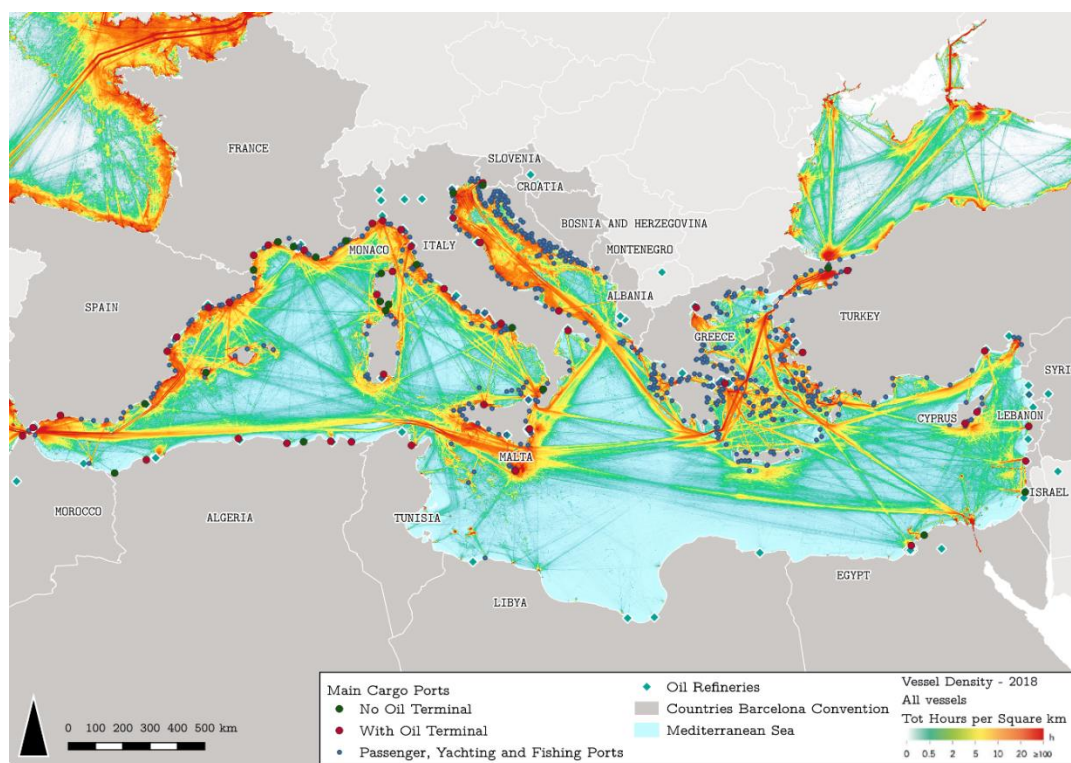 SLOVENIA
FRANCE
CROATIA
BOSNIA AND HERZEGOVINA
MONACO
ITALY
MONTENEGRO
ALBANIA
SPAIN
GREECE
TURKEY
SYRI
CYPRUS
LEBANON
MALTA
ISRAEL
MOROCCO
ALGERIA
TUNISIA
EGYPT
LIBYA
0 100 200 300 400 500 km
Main Cargo Ports
No Oil Terminal
With Oil Terminal
Passenger, Yachting and Fishing Ports
Oil Refineries
Countries Barcelona Convention
Mediterranean Sea
Vessel Density - 2018
All vessels
Tot Hours per Square km
h
0 0.5 2 5 10 20 ≥100